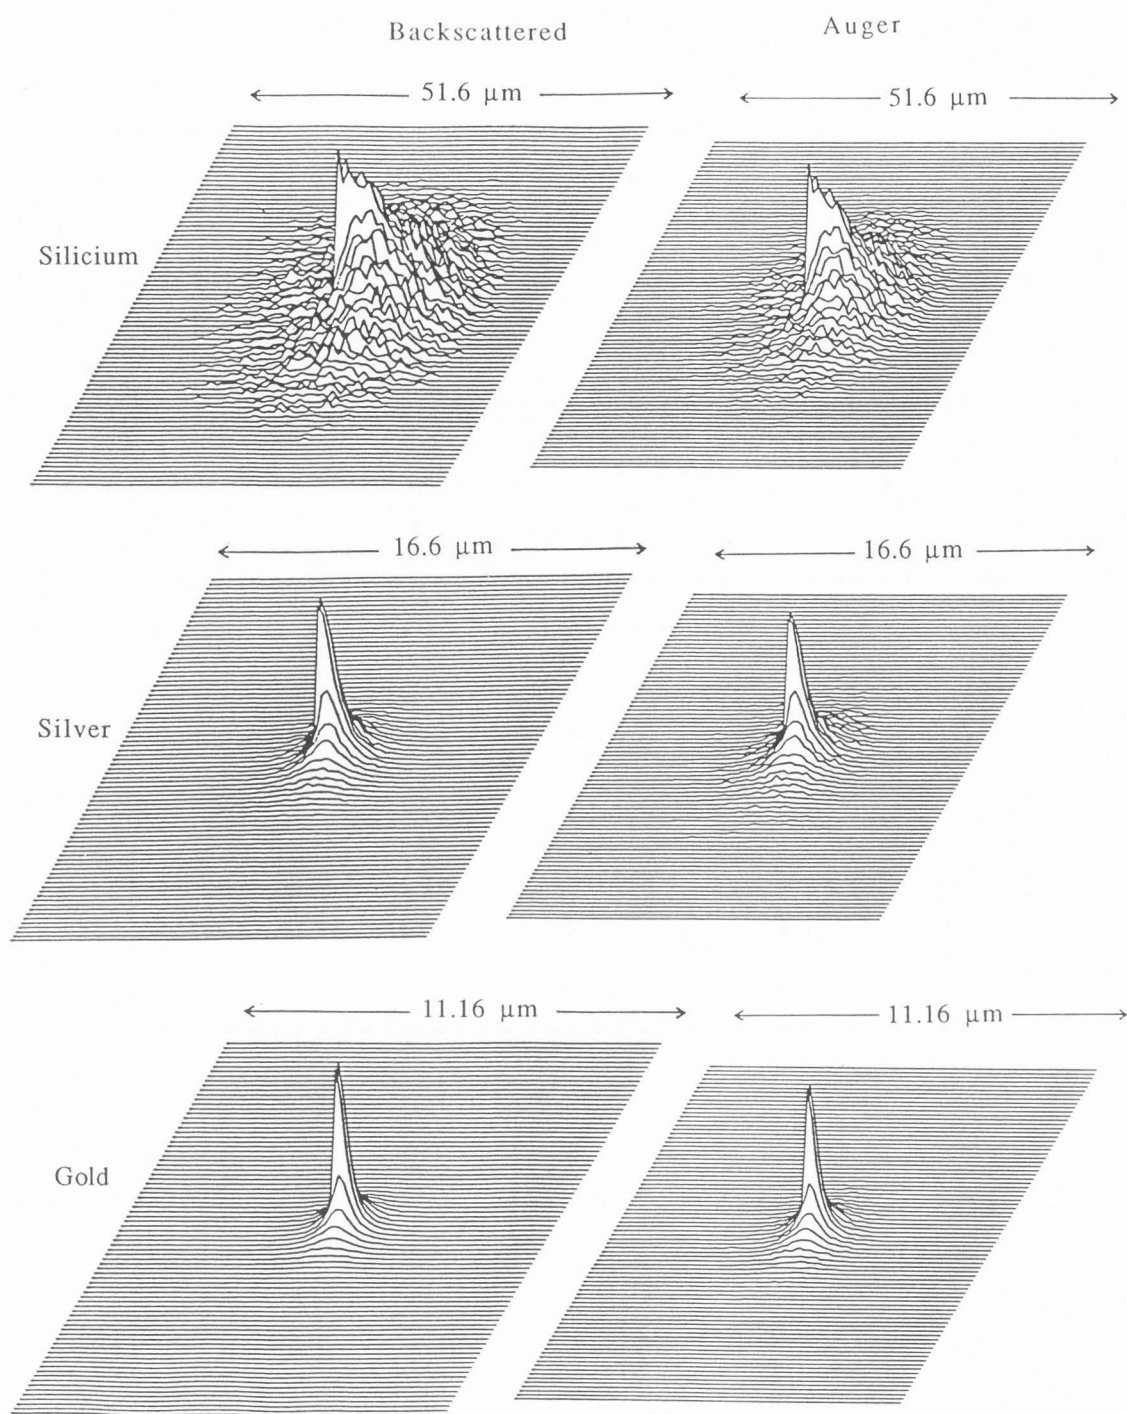 Backscattered
Auger
51.6 μm
51.6 μm
Silicium
16.6 μm
16.6 μm
Silver
11.16 μm
11.16 μm
Gold